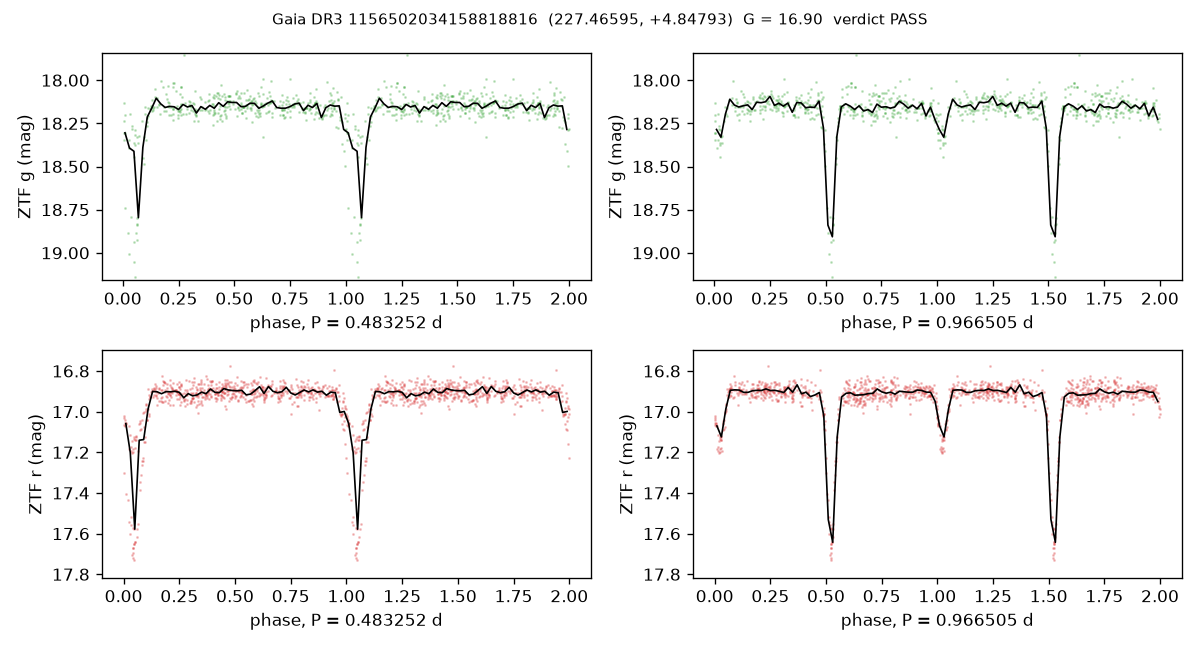 Gaia DR3 1156502034158818816 (227.46595, +4.84793) G = 16.90 verdict PASS
ZTF g (mag)
18.00
18.25
18.50
18.75
19.00
0.00 0.25 0.50 0.75 1.00 1.25 1.50 1.75 2.00
phase, P = 0.483252 d
ZTF g (mag)
18.00
18.25
18.50
18.75
19.00
0.00 0.25 0.50 0.75 1.00 1.25 1.50 1.75 2.00
phase, P = 0.966505 d
ZTF r (mag)
16.8
17.0
17.2
17.4
17.6
17.8
0.00 0.25 0.50 0.75 1.00 1.25 1.50 1.75 2.00
phase, P = 0.483252 d
ZTF r (mag)
16.8
17.0
17.2
17.4
17.6
17.8
0.00 0.25 0.50 0.75 1.00 1.25 1.50 1.75 2.00
phase, P = 0.966505 d